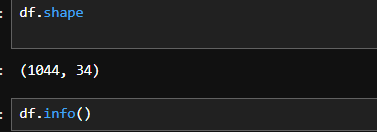 : df.shape
: (1044, 34)
: df.info()